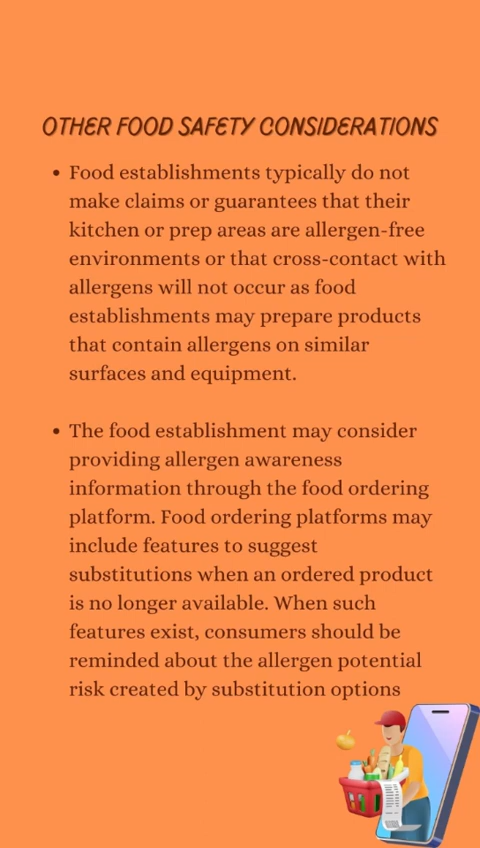 OTHER FOOD SAFETY CONSIDERATIONS
• Food establishments typically do not
make claims or guarantees that their
kitchen or prep areas are allergen-free
environments or that cross-contact with
allergens will not occur as food
establishments may prepare products
that contain allergens on similar
surfaces and equipment.
• The food establishment may consider
providing allergen awareness
information through the food ordering
platform. Food ordering platforms may
include features to suggest
substitutions when an ordered product
is no longer available. When such
features exist, consumers should be
reminded about the allergen potential
risk created by substitution options